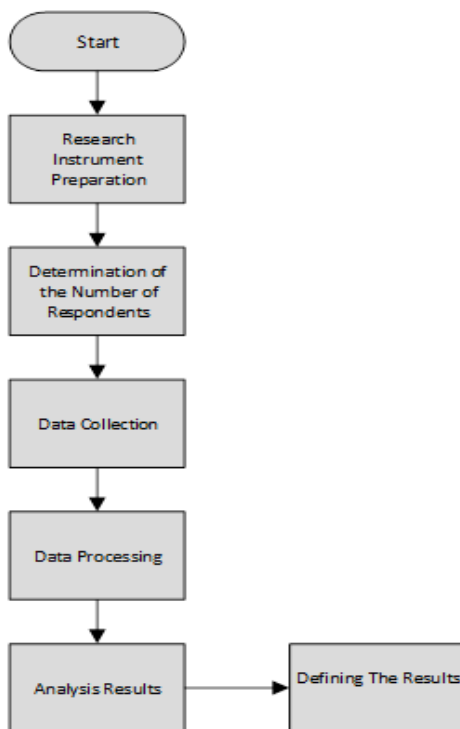 Start
Research
Instrument
Preparation
Determination of
the Number of
Respondents
Data Collection
Data Processing
Analysis Results
Defining The Results